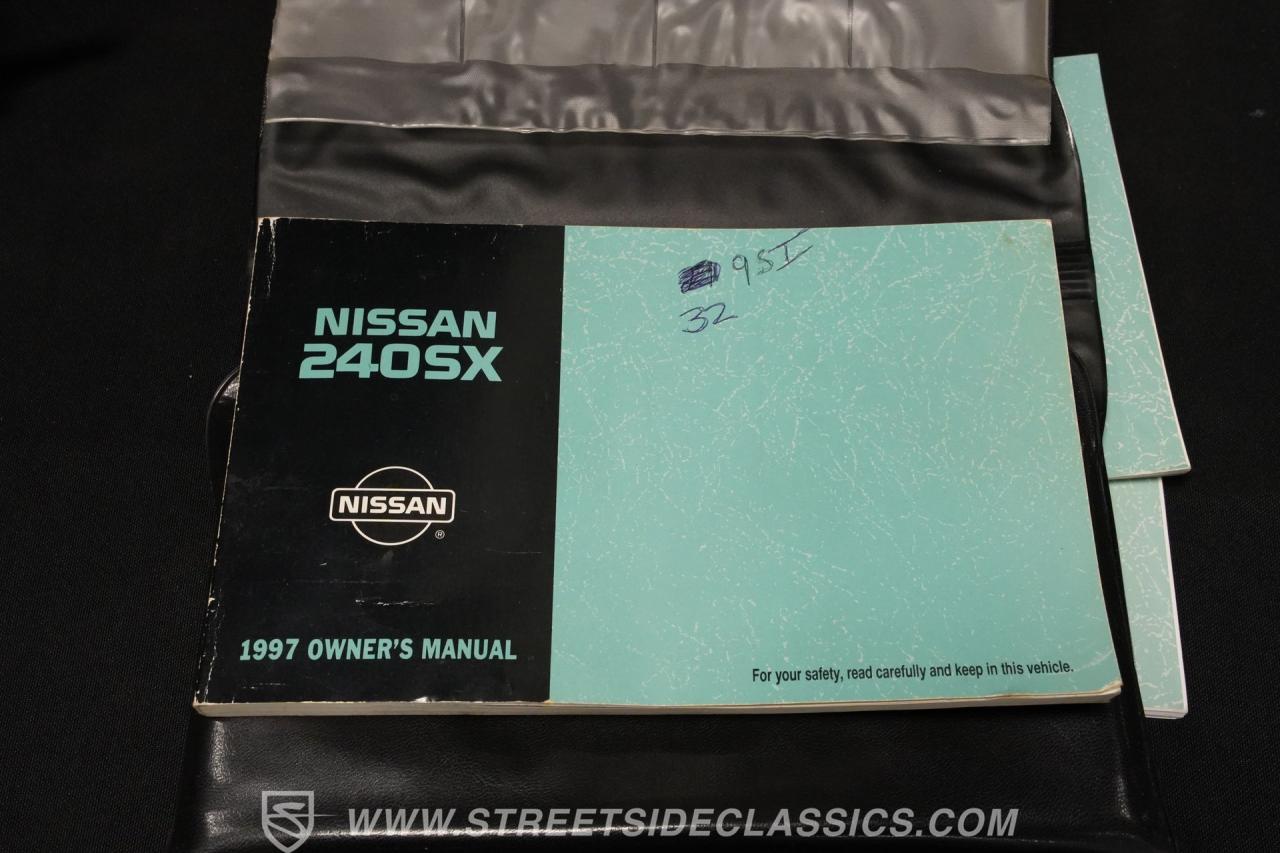 NISSAN
240SX
NISSAN
®
1997 OWNER'S MANUAL
95I
32
For your safety, read carefully and keep in this vehicle.
WWW.STREETSIDECLASSICS.COM